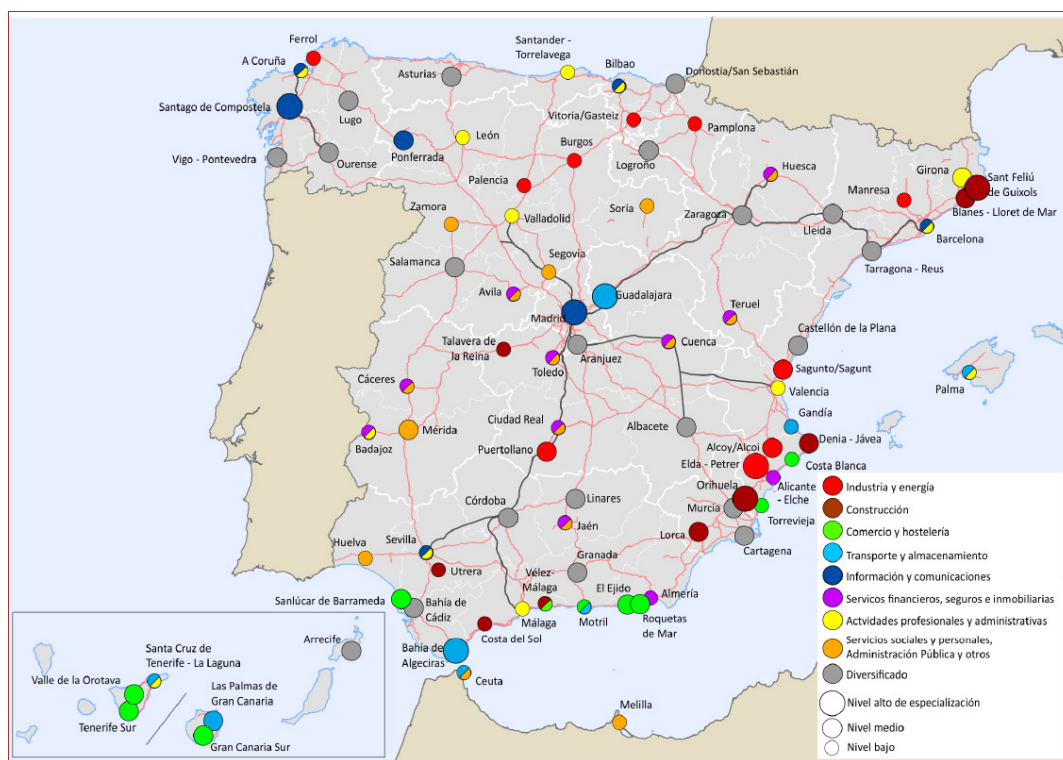 Ferrol
A Coruña
Santander -
Torrelavega
Bilbao
Donostia/San Sebastián
Asturias
Santago de Compostela
Lugo
Vitoria/Gasteiz
Pamplona
León
Burgos
Ponferrada
Vigo - Pontevedra
Ourense
Logroño
Huesca
Girona
Sant Feliú
de Guixols
Manresa
Palencia
Blanes - Lloret de Mar
Zamora
Soria
Zaragoza
Valladolid
Lleida
Barcelona
Salamanca
Segovia
Tarragona - Reus
Avila
Guadalajara
Madrid
Teruel
Castellón de la Plana
Talavera de
la Reina
Aranjuez
Cuenca
Toledo
Sagunto/Sagunt
Palma
Cáceres
Valencia
Gandía
Ciudad Real
Albacete
Mérida
Denia - Jávea
Badajoz
Puertollano
Alcoy/Alcoi
Elda - Petrer
Costa Blanca
Orihuela
Alicante
- Elche
Córdoba
Linares
Murcia
Torrevieja
Jaén
Lorca
Cartagena
Huelva
Sevilla
Granada
Utrera
Vélez-
Málaga
El Ejido
Almería
Sanlúcar de Barrameda
Bahía de
Cádiz
Málaga
Motril
Roquetas
de Mar
Costa del Sol
Bahía de
Algeciras
Ceuta
Melilla
Arrecife
Santa Cruz de
Tenerife - La Laguna
Valle de la Orotava
Las Palmas de
Gran Canaria
Tenerife Sur
Gran Canaria Sur
Industria y energía
Construcción
Comercio y hostelería
Transporte y almacenamiento
Información y comunicaciones
Servicos financieros, seguros e inmobiliarias
Actividades profesionales y administrativas
Servicios sociales y personales,
Administración Pública y otros
Diversificado
Nivel alto de especialización
Nivel medio
Nivel bajo